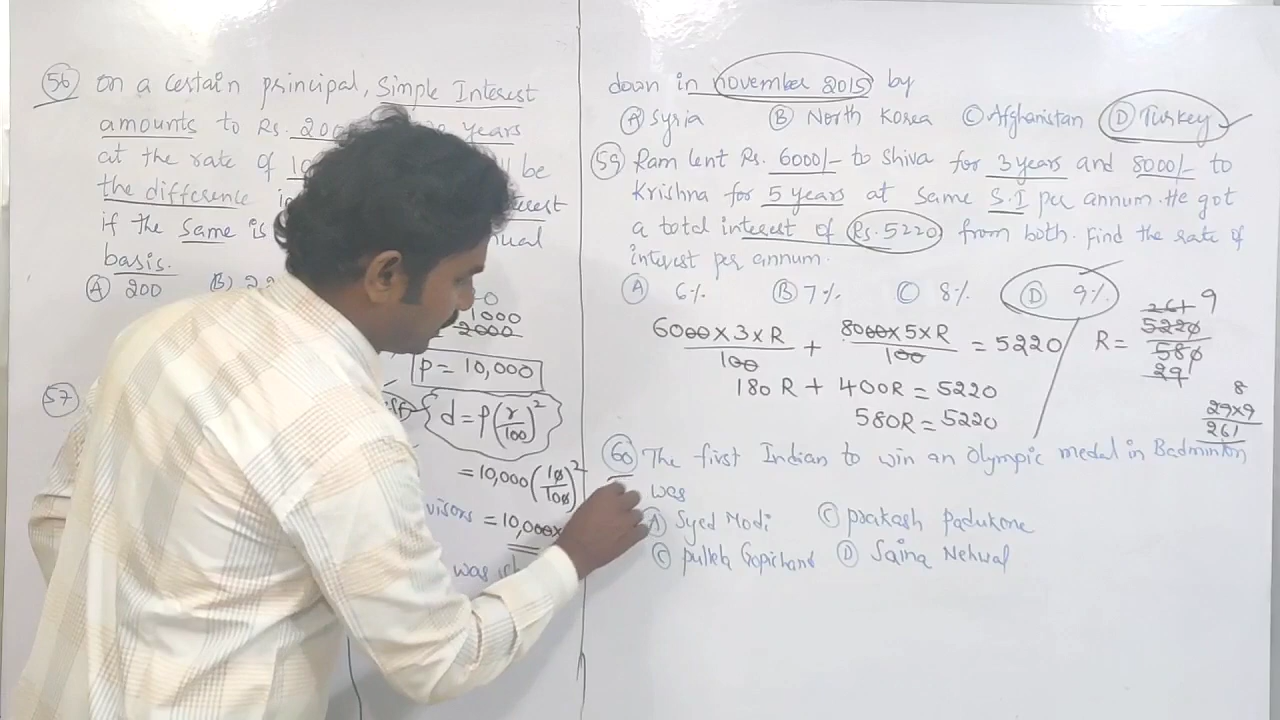 56 on a certain principal, Simple Interest
amounts to Rs. years
at the rate of be
the difference
if the Same is
basis.
A 200 B
1000
2000
P = 10,000
57
d = P(r/100)²
= 10,000 (10/100)²
visors = 10,000x
was
down in november 2015 by
A Syria B North Korea C Afghanistan D Turkey
59 Ram lent Rs. 6000/- to Shiva for 3 years and 8000/- to
Krishna for 5 years at same S.I per annum. He got
a total interest of Rs. 5220 from both. Find the rate of
interest per annum.
A 6% B 7% C 8% D 9%
6000 x 3 x R / 100 + 8000 x 5 x R / 100 = 5220
180 R + 400R = 5220
580R = 5220
R =
261 9
5220
580
29
8
29x9
261
60 The first Indian to win an Olympic medal in Badminton
was
A Syed Modi C prakash Padukone
C pullela Gopichand D Saina Nehwal